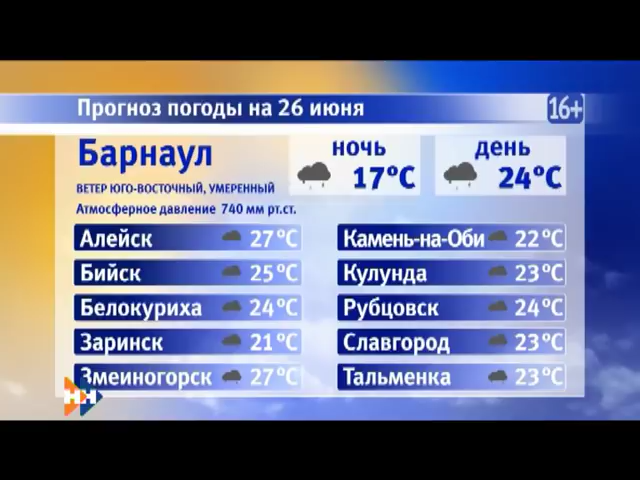 Прогноз погоды на 26 июня
16+
Барнаул
ночь
17°C
день
24°C
ВЕТЕР ЮГО-ВОСТОЧНЫЙ, УМЕРЕННЫЙ
Атмосферное давление 740 мм рт.ст.
Алейск 27°C
Бийск 25°C
Белокуриха 24°C
Заринск 21°C
Змеиногорск 27°C
Камень-на-Оби 22°C
Кулунда 23°C
Рубцовск 24°C
Славгород 23°C
Тальменка 23°C
НН